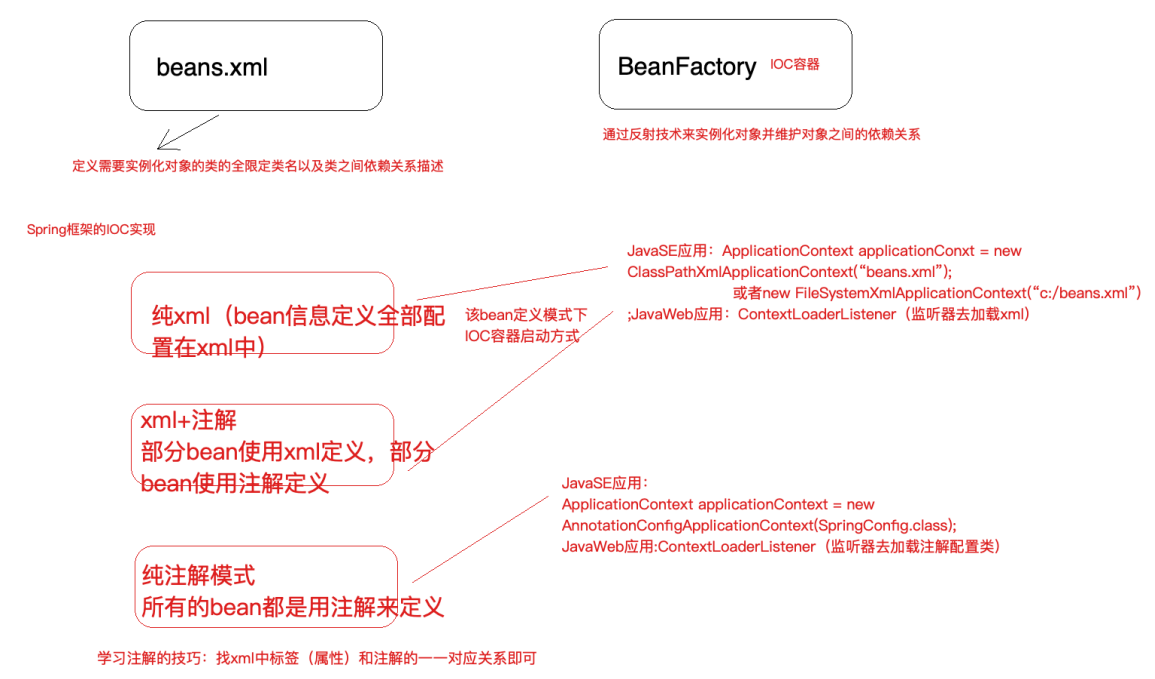 beans.xml
BeanFactory IOC容器
通过反射技术来实例化对象并维护对象之间的依赖关系
定义需要实例化对象的类的全限定类名以及类之间依赖关系描述
Spring框架的IOC实现
JavaSE应用：ApplicationContext applicationConxt = new
ClassPathXmlApplicationContext(“beans.xml”);
或者new FileSystemXmlApplicationContext(“c:/beans.xml”)
;JavaWeb应用：ContextLoaderListener（监听器去加载xml）
纯xml（bean信息定义全部配
置在xml中）
该bean定义模式下
IOC容器启动方式
xml+注解
部分bean使用xml定义，部分
bean使用注解定义
JavaSE应用：
ApplicationContext applicationContext = new
AnnotationConfigApplicationContext(SpringConfig.class);
JavaWeb应用:ContextLoaderListener（监听器去加载注解配置类）
纯注解模式
所有的bean都是用注解来定义
学习注解的技巧：找xml中标签（属性）和注解的一一对应关系即可